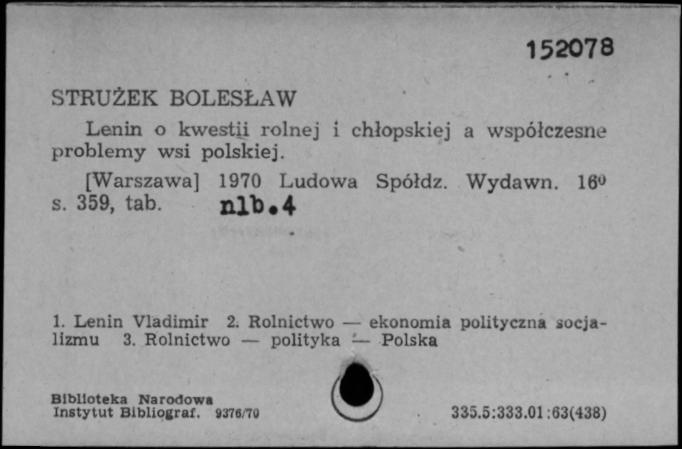 152078
STRUŻEK BOLESŁAW
Lenin o kwestii rolnej i chłopskiej a współczesne
problemy wsi polskiej.
[Warszawa] 1970 Ludowa Spółdz. Wydawn. 16º
s. 359, tab. nlb.4
1. Lenin Vladimir 2. Rolnictwo — ekonomia polityczna socja-
lizmu 3. Rolnictwo — polityka — Polska
Biblioteka Narodowa
Instytut Bibliograf. 9376/70
335.5:333.01:63(438)